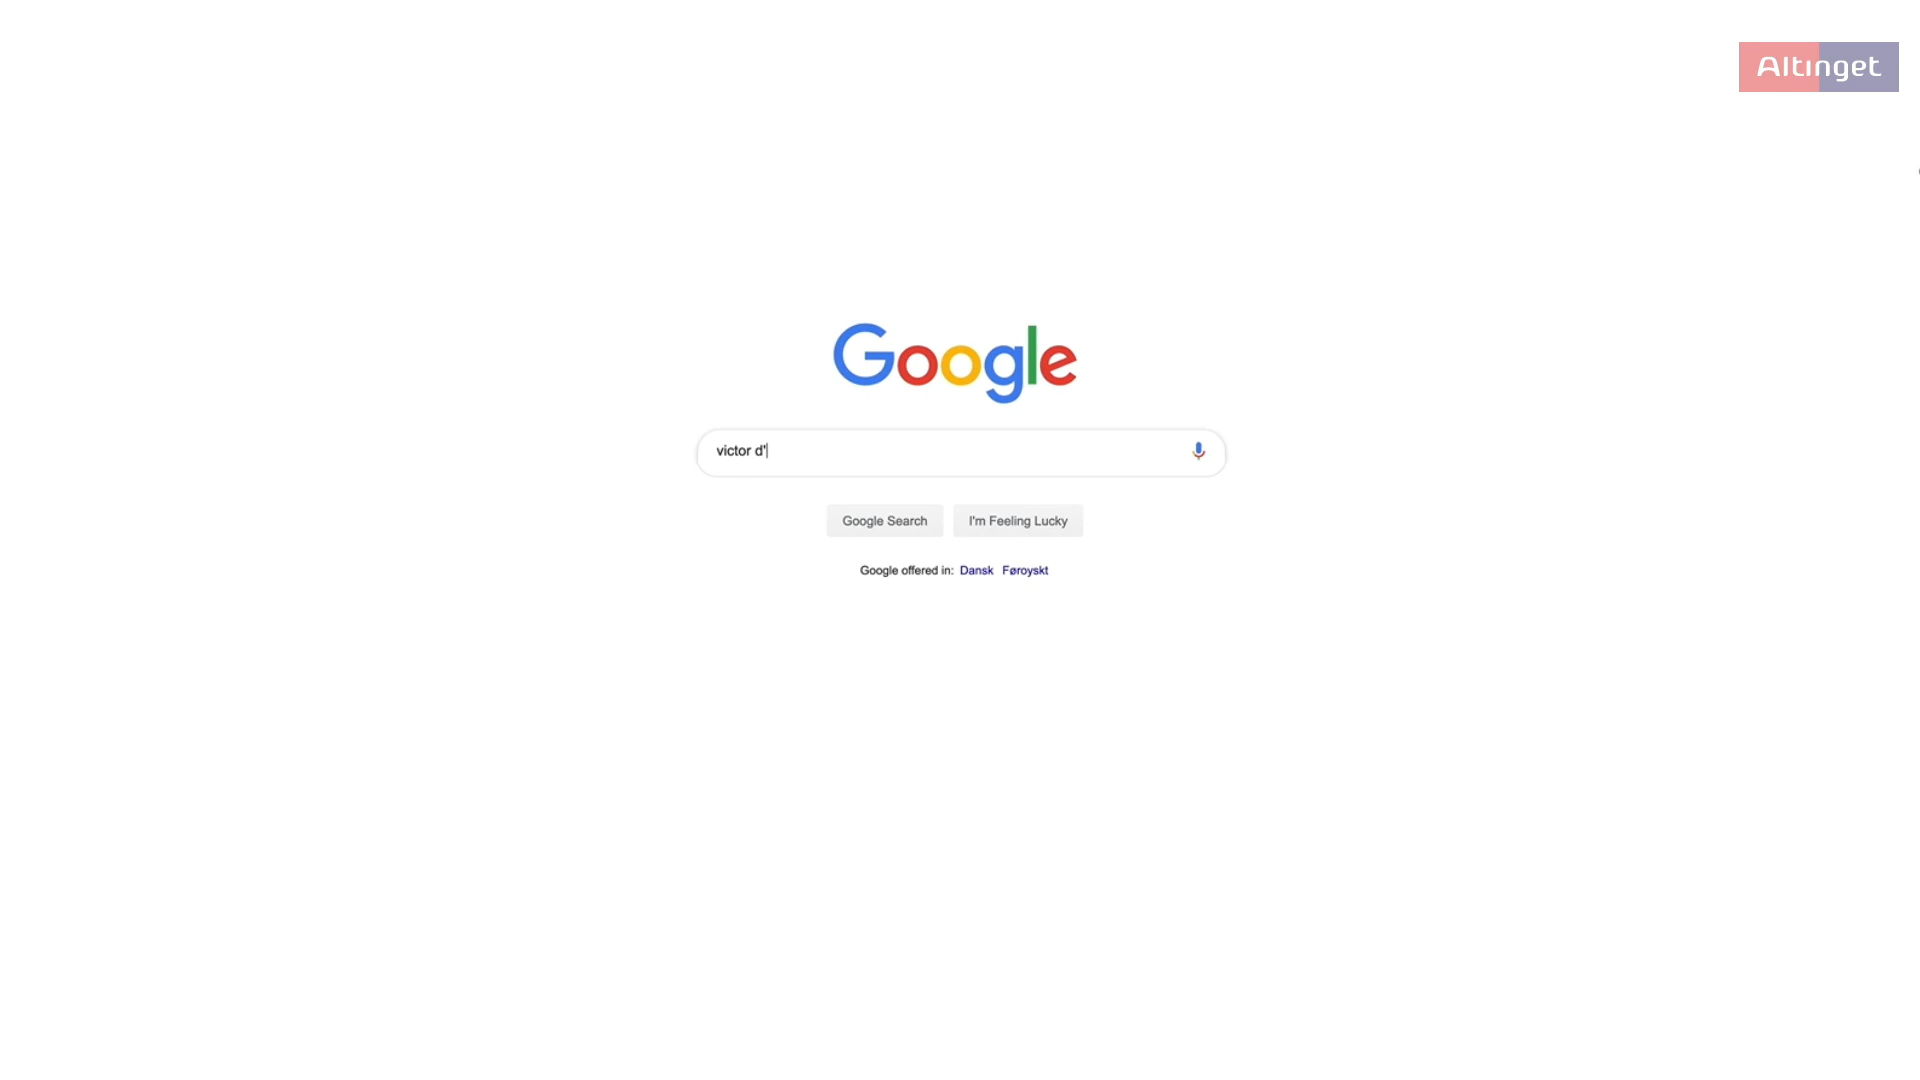 Altinget
Google
victor d'
Google Search I'm Feeling Lucky
Google offered in: Dansk Føroyskt